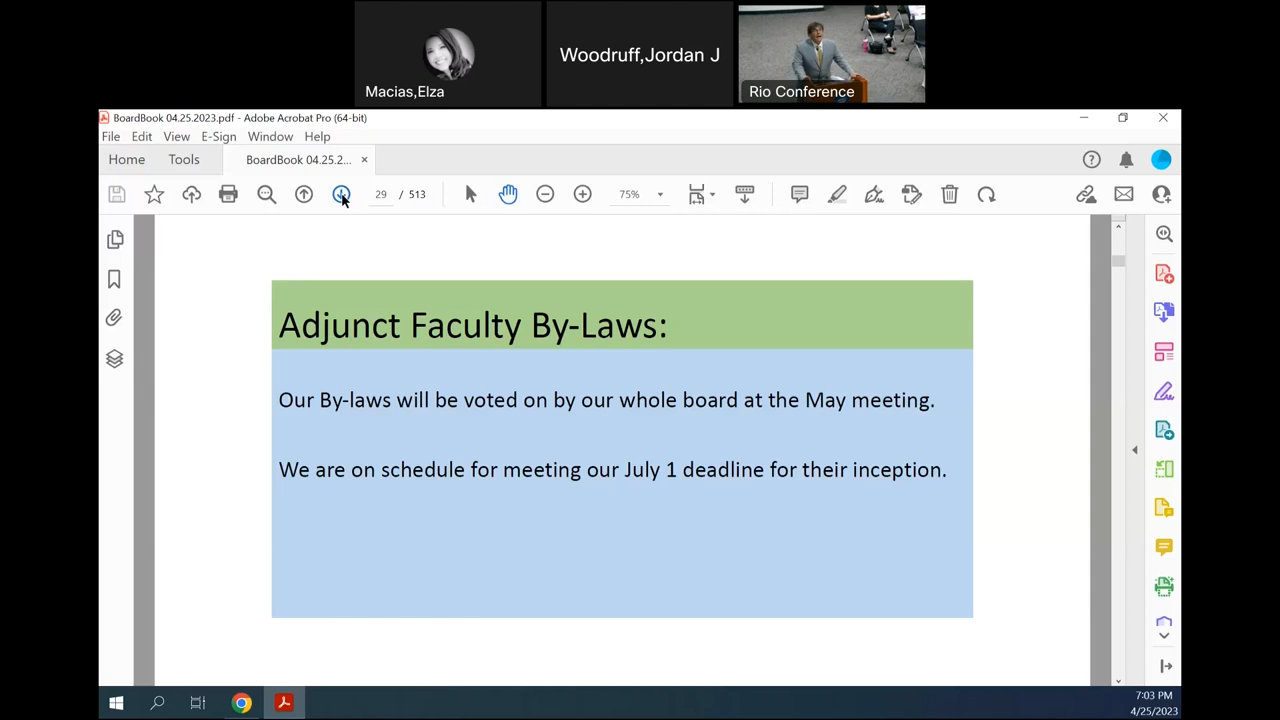 Macias,Elza
Woodruff,Jordan J
Rio Conference
BoardBook 04.25.2023.pdf - Adobe Acrobat Pro (64-bit)
File Edit View E-Sign Window Help
Home Tools BoardBook 04.25.2... ×
29 / 513 75%
Adjunct Faculty By-Laws:
Our By-laws will be voted on by our whole board at the May meeting.
We are on schedule for meeting our July 1 deadline for their inception.
7:03 PM
4/25/2023